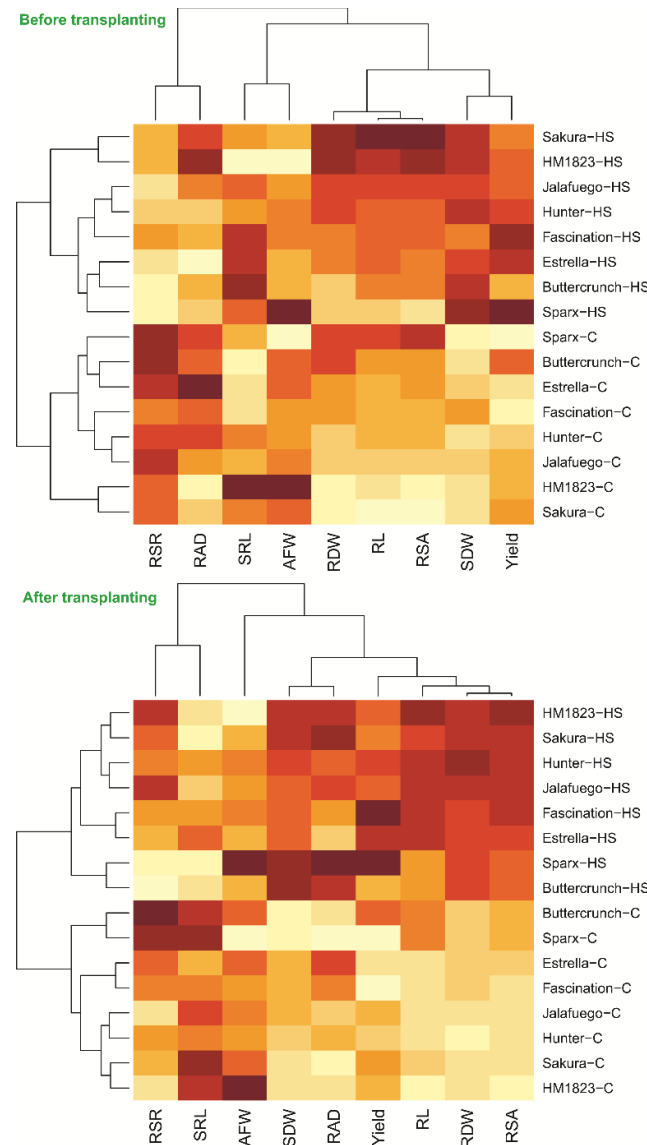 Before transplanting
Sakura-HS
HM1823-HS
Jalafuego-HS
Hunter-HS
Fascination-HS
Estrella-HS
Buttercrunch-HS
Sparx-HS
Sparx-C
Buttercrunch-C
Estrella-C
Fascination-C
Hunter-C
Jalafuego-C
HM1823-C
Sakura-C
RSR RAD SRL AFW RDW RL RSA SDW Yield
After transplanting
HM1823-HS
Sakura-HS
Hunter-HS
Jalafuego-HS
Fascination-HS
Estrella-HS
Sparx-HS
Buttercrunch-HS
Buttercrunch-C
Sparx-C
Estrella-C
Fascination-C
Jalafuego-C
Hunter-C
Sakura-C
HM1823-C
RSR SRL AFW SDW RAD Yield RL RDW RSA